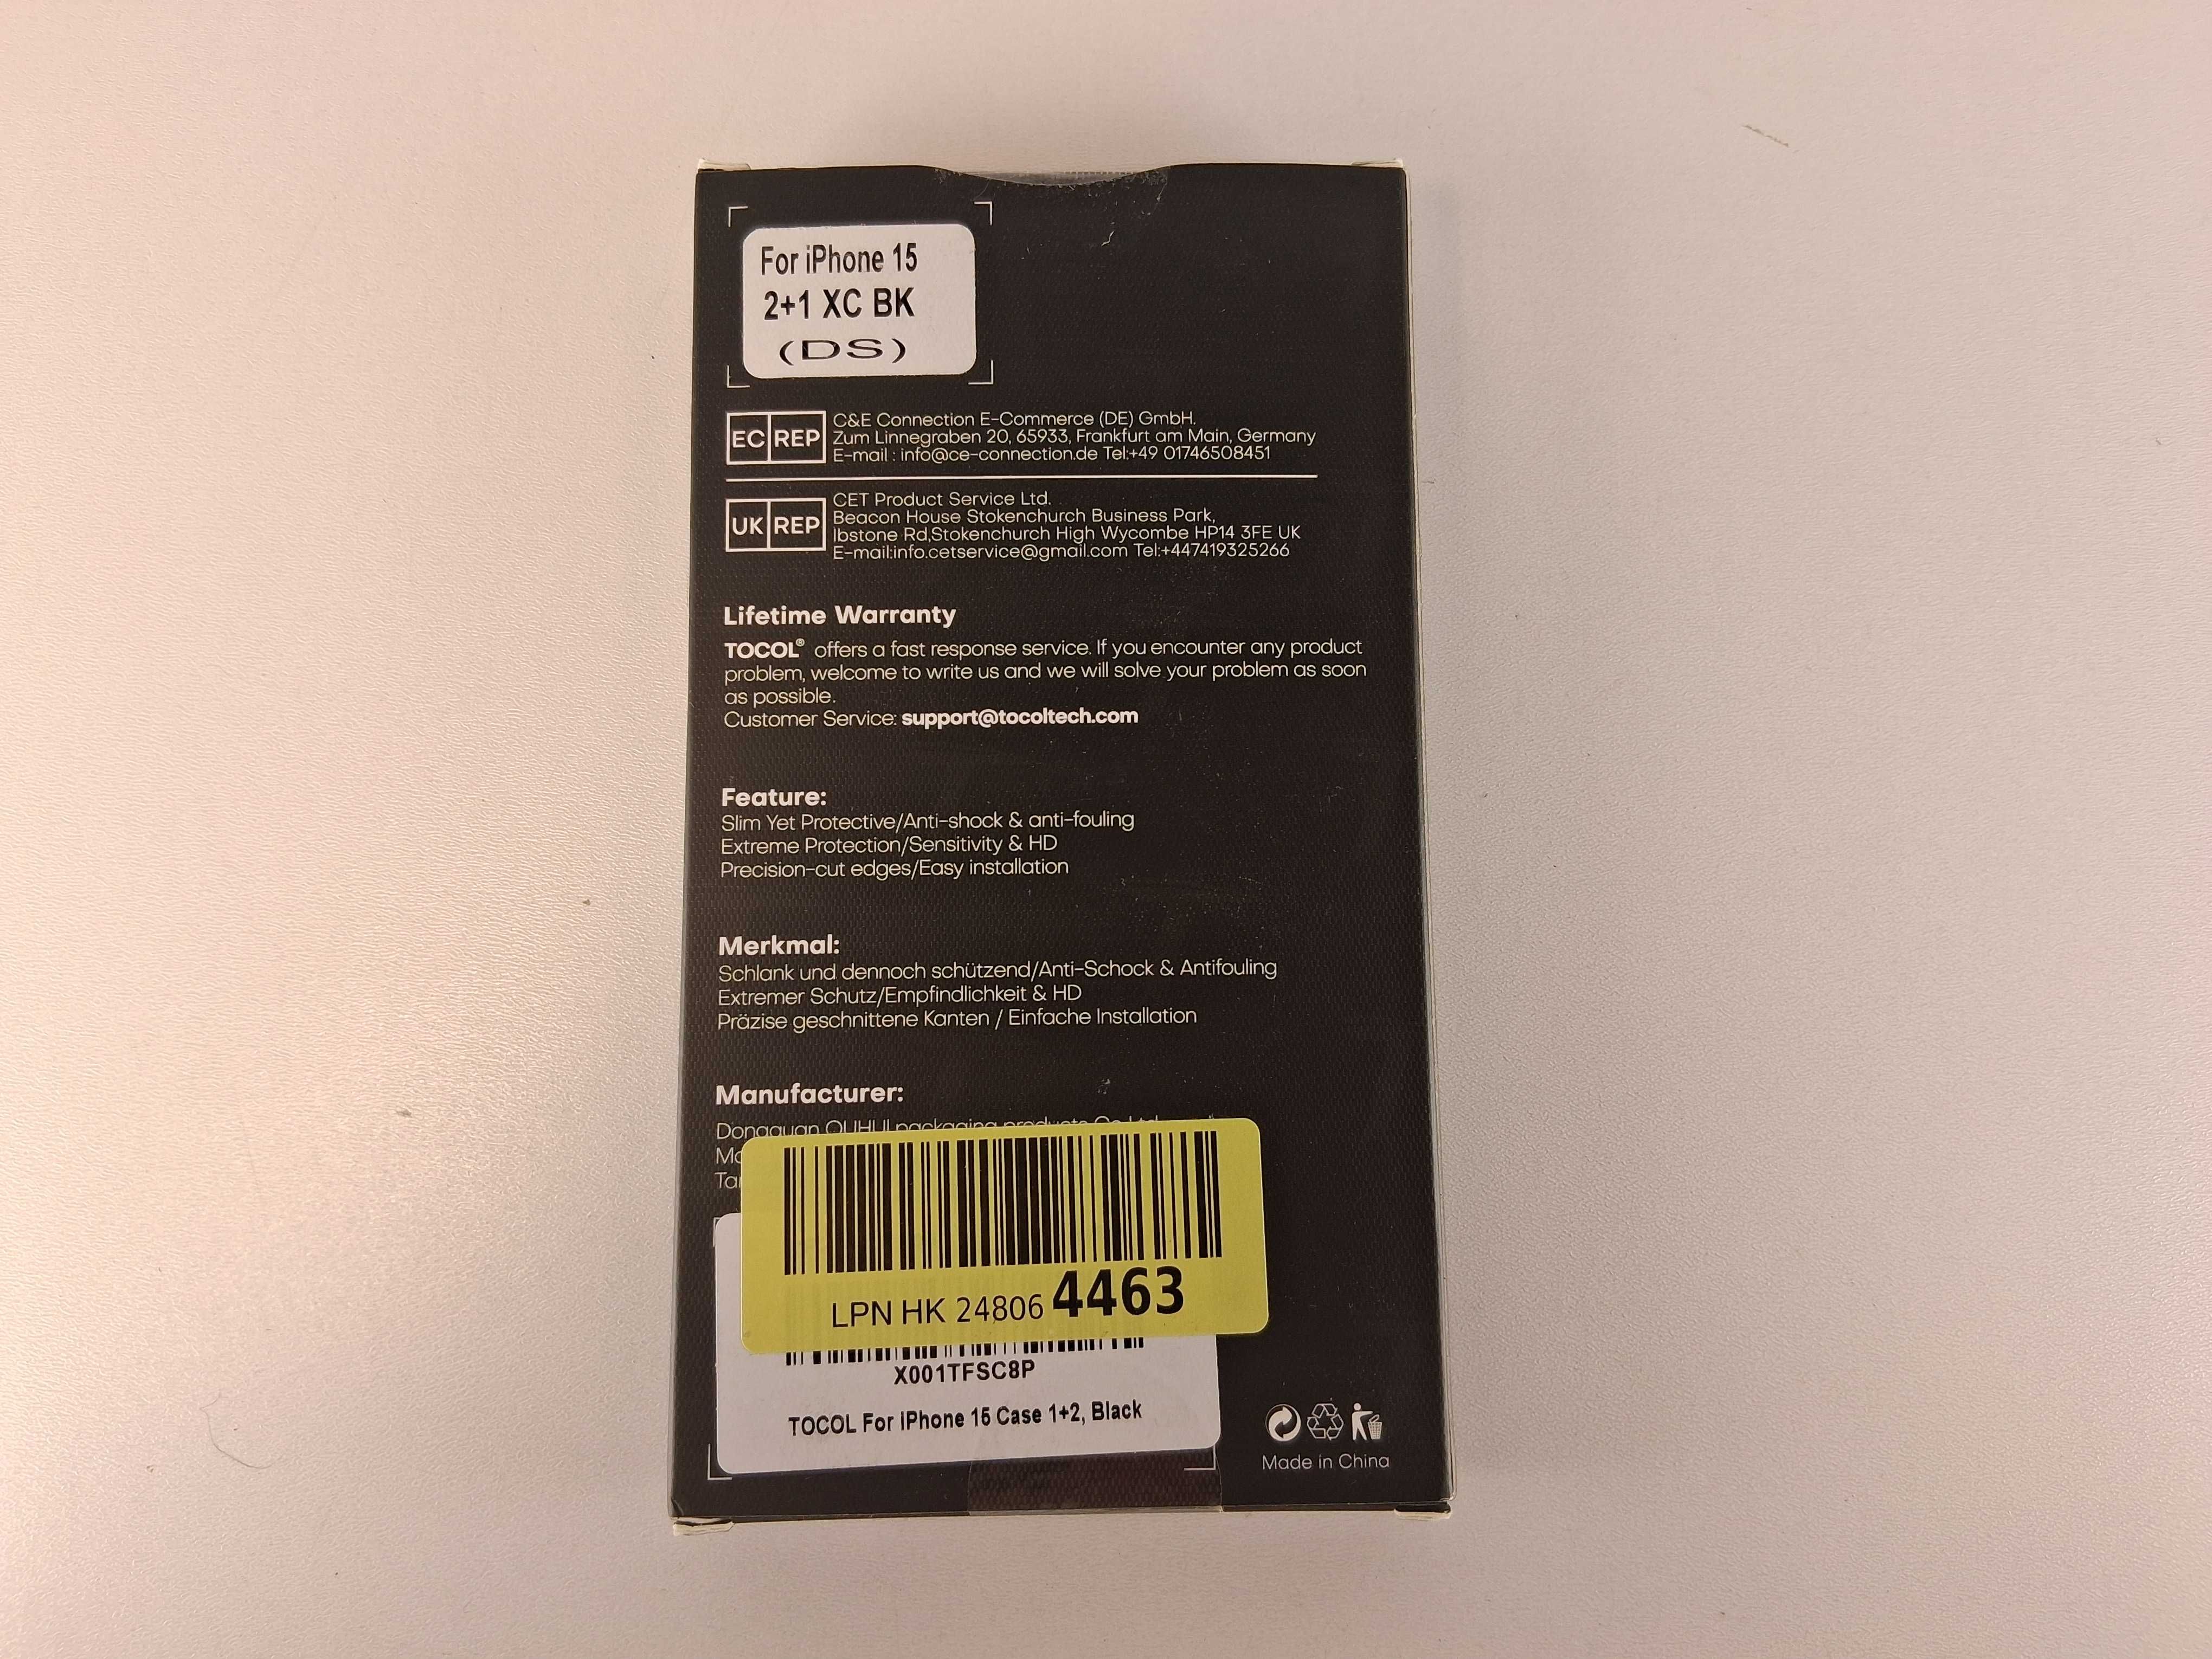 For iPhone 15
2+1 XC BK
(DS)
EC REP
C&E Connection E-Commerce (DE) GmbH.
Zum Linnegraben 20, 65933, Frankfurt am Main, Germany
E-mail : info@ce-connection.de Tel:+49 01746508451
UK REP
CET Product Service Ltd.
Beacon House Stokenchurch Business Park,
Ibstone Rd,Stokenchurch High Wycombe HP14 3FE UK
E-mail:info.cetservice@gmail.com Tel:+447419325266
Lifetime Warranty
TOCOL® offers a fast response service. If you encounter any product
problem, welcome to write us and we will solve your problem as soon
as possible.
Customer Service: support@tocoltech.com
Feature:
Slim Yet Protective/Anti-shock & anti-fouling
Extreme Protection/Sensitivity & HD
Precision-cut edges/Easy installation
Merkmal:
Schlank und dennoch schützend/Anti-Schock & Antifouling
Extremer Schutz/Empfindlichkeit & HD
Präzise geschnittene Kanten / Einfache Installation
Manufacturer:
Dongguan OUHUI packaging products Co
LPN HK 24806 4463
X001TFSC8P
TOCOL For iPhone 15 Case 1+2, Black
Made in China